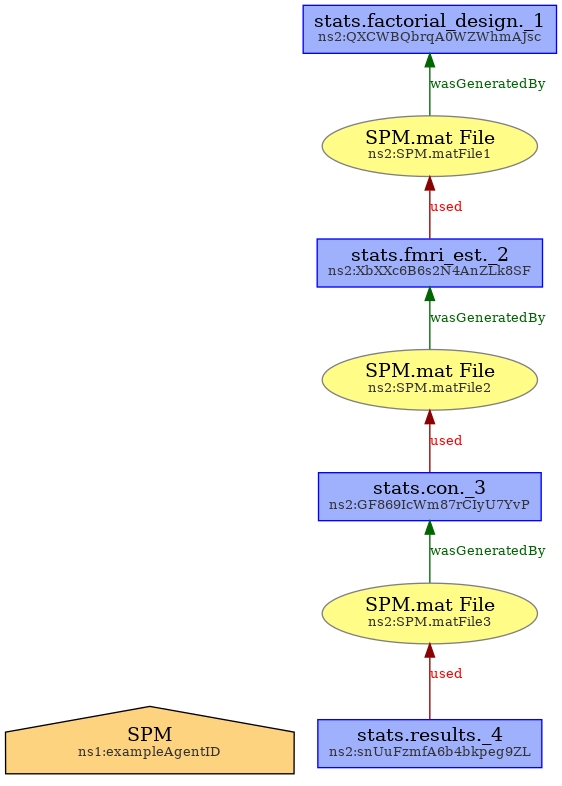 stats.factorial_design._1
ns2:QXCWBQbrqA0WZWhmAJsc
wasGeneratedBy
SPM.mat File
ns2:SPM.matFile1
used
stats.fmri_est._2
ns2:XbXXc6B6s2N4AnZLk8SF
wasGeneratedBy
SPM.mat File
ns2:SPM.matFile2
used
stats.con._3
ns2:GF869IcWm87rCIyU7YvP
wasGeneratedBy
SPM.mat File
ns2:SPM.matFile3
used
SPM
ns1:exampleAgentID
stats.results._4
ns2:snUuFzmfA6b4bkpeg9ZL